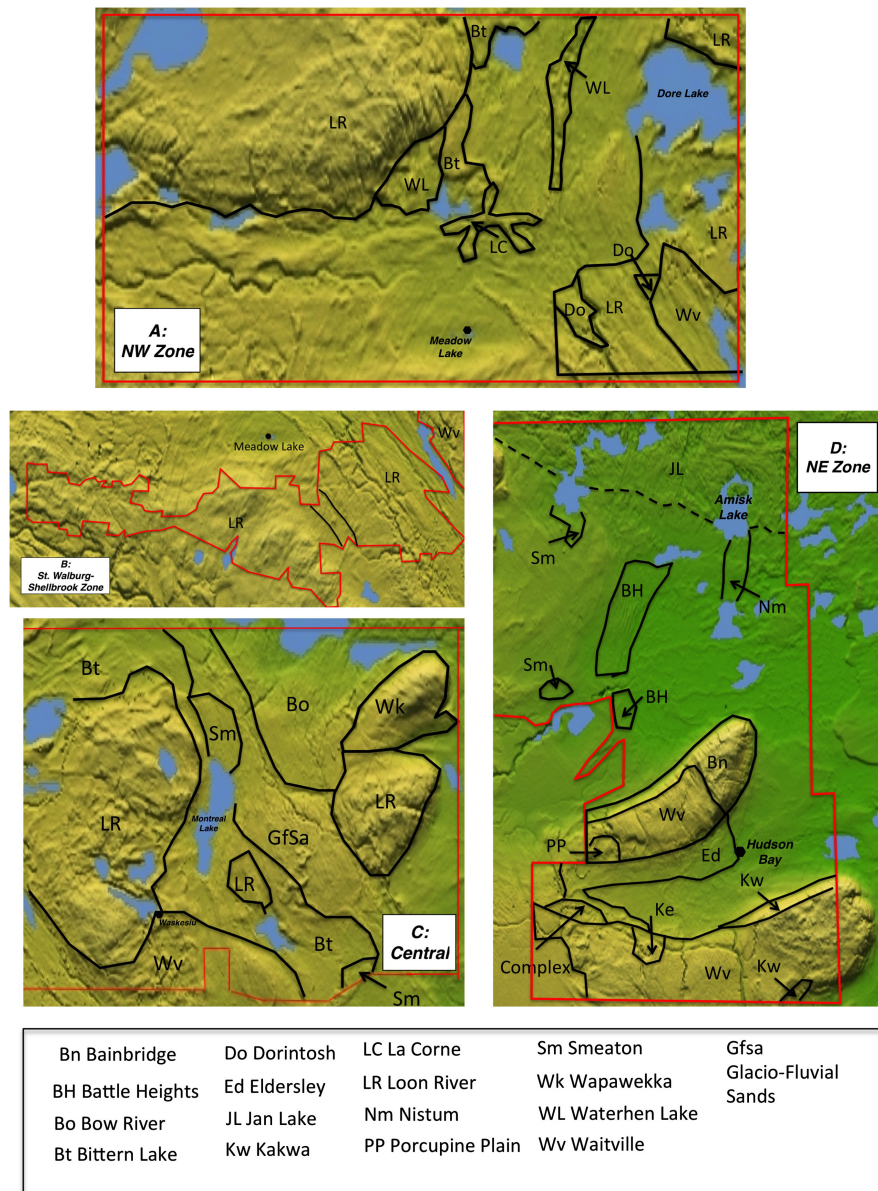 Bt
LR
WL
Dore Lake
LR
Bt
WL
LC
Do
LR
Do
LR
Wv
A:
NW Zone
Meadow
Lake
Meadow Lake
Wv
LR
LR
B:
St. Walburg-
Shellbrook Zone
D:
NE Zone
JL
Amisk
Lake
Sm
BH
Nm
Sm
BH
Bn
Wv
PP
Ed
Hudson
Bay
Kw
Ke
Complex
Wv
Kw
Bt
Bo
Wk
Sm
LR
Montreal
Lake
LR
GfSa
LR
Waskesiu
Bt
C:
Central
Wv
Sm
Bn Bainbridge
BH Battle Heights
Bo Bow River
Bt Bittern Lake
Do Dorintosh
Ed Eldersley
JL Jan Lake
Kw Kakwa
LC La Corne
LR Loon River
Nm Nistum
PP Porcupine Plain
Sm Smeaton
Wk Wapawekka
WL Waterhen Lake
Wv Waitville
Gfsa
Glacio-Fluvial
Sands